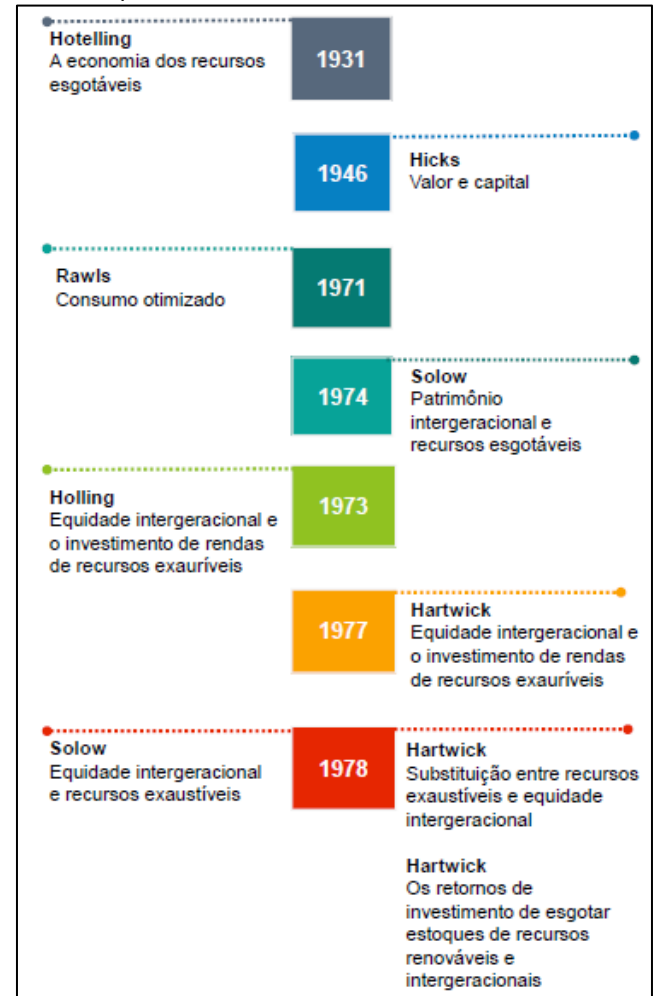 Hotelling
A economia dos recursos
esgotáveis
1931
1946
Hicks
Valor e capital
Rawls
Consumo otimizado
1971
1974
Solow
Patrimônio
intergeracional e
recursos esgotáveis
Holling
Equidade intergeracional e
o investimento de rendas
de recursos exauríveis
1973
1977
Hartwick
Equidade intergeracional e
o investimento de rendas
de recursos exauríveis
Solow
Equidade intergeracional
e recursos exaustíveis
1978
Hartwick
Substituição entre recursos
exaustíveis e equidade
intergeracional
Hartwick
Os retornos de
investimento de esgotar
estoques de recursos
renováveis e
intergeracionais